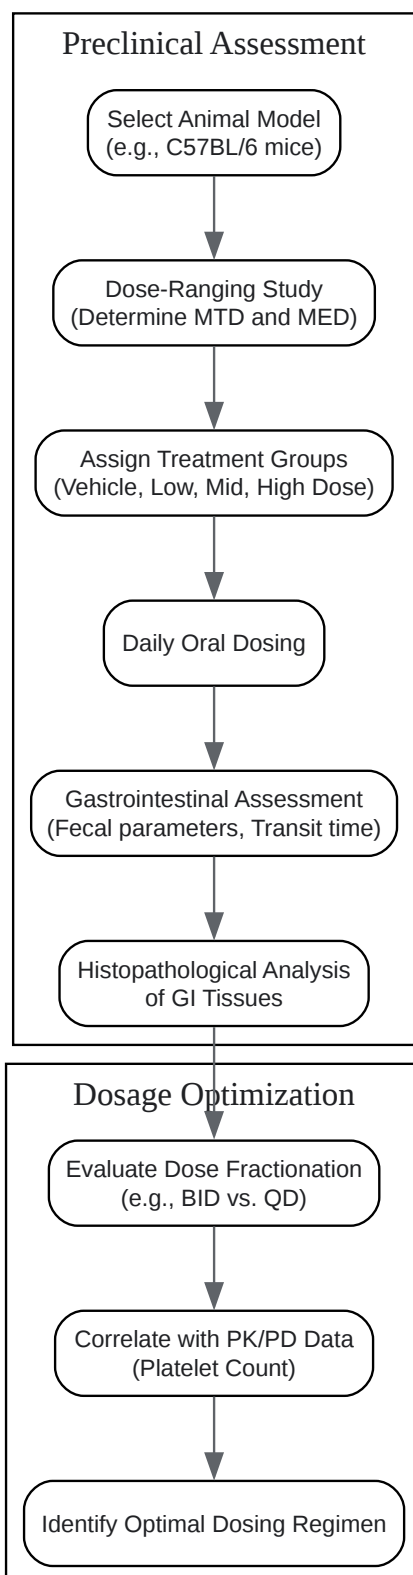 Preclinical Assessment
Select Animal Model
(e.g., C57BL/6 mice)
Dose-Ranging Study
(Determine MTD and MED)
Assign Treatment Groups
(Vehicle, Low, Mid, High Dose)
Daily Oral Dosing
Gastrointestinal Assessment
(Fecal parameters, Transit time)
Histopathological Analysis
of GI Tissues
Dosage Optimization
Evaluate Dose Fractionation
(e.g., BID vs. QD)
Correlate with PK/PD Data
(Platelet Count)
Identify Optimal Dosing Regimen